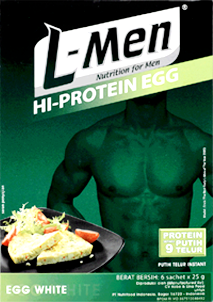 L-Men
Nutrition for Men
HI-PROTEIN EGG
PROTEIN
9 PUTIH
TELUR
PUTIH TELUR INSTANT
EGG WHITE
BERAT BERSIH: 6 sachet x 25 g